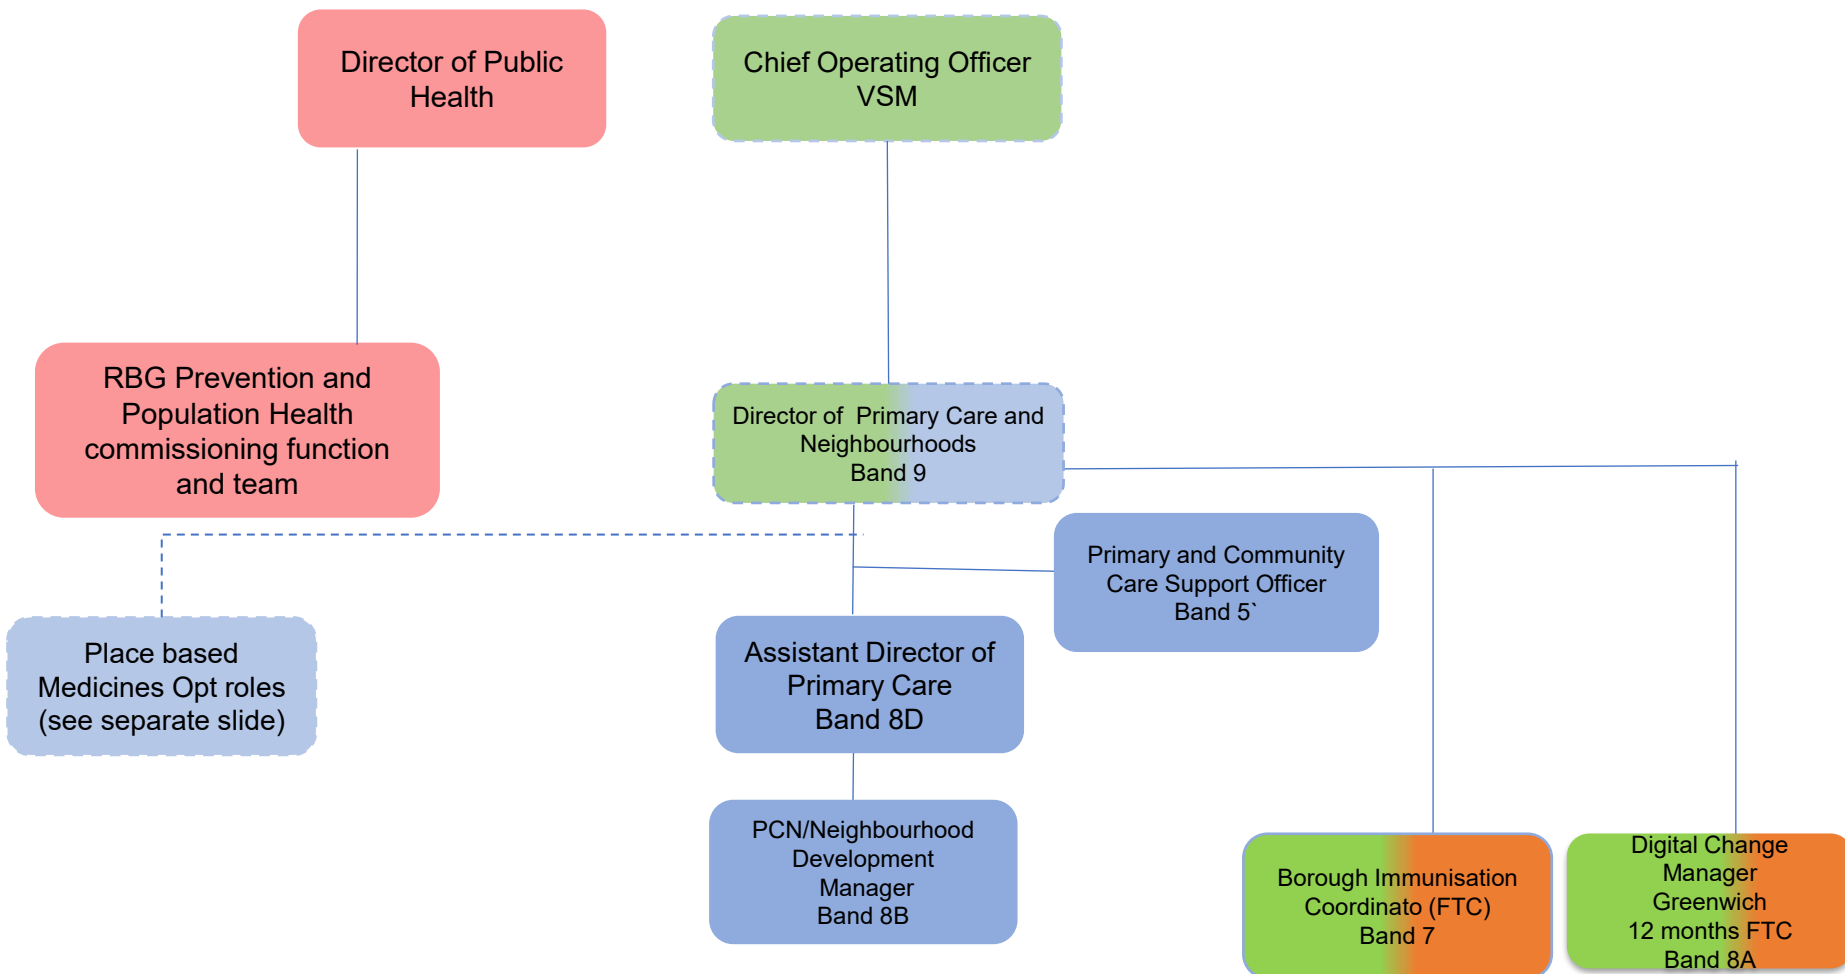 Director of Public
Health
Chief Operating Officer
VSM
RBG Prevention and
Population Health
commissioning function
and team
Director of  Primary Care and
Neighbourhoods
Band 9
Primary and Community
Care Support Officer
Band 5`
Place based
Medicines Opt roles
(see separate slide)
Assistant Director of
Primary Care
Band 8D
PCN/Neighbourhood
Development
Manager
Band 8B
Borough Immunisation
Coordinato (FTC)
Band 7
Digital Change
Manager
Greenwich
12 months FTC
Band 8A